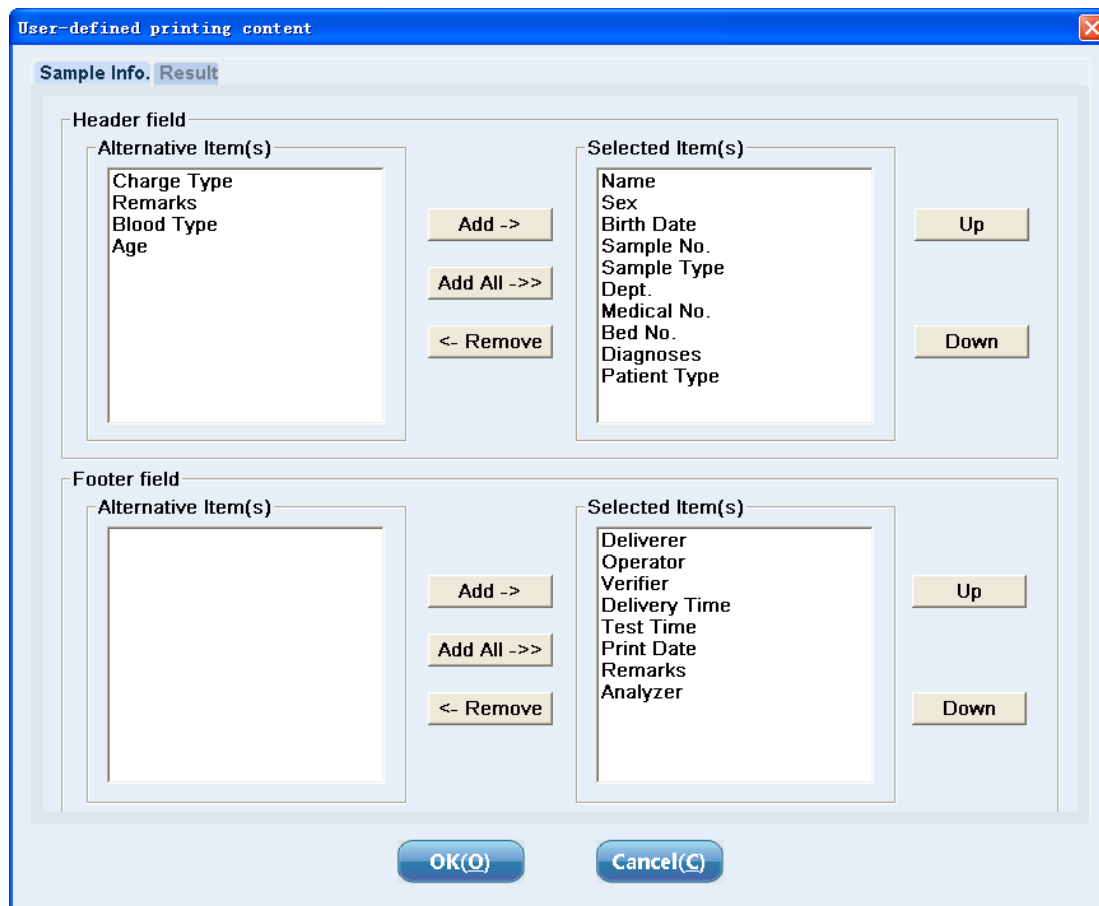 User-defined printing content
Sample Info. Result
Header field
Alternative Item(s)
Charge Type
Remarks
Blood Type
Age
Add ->
Add All ->>
<- Remove
Selected Item(s)
Name
Sex
Birth Date
Sample No.
Sample Type
Dept.
Medical No.
Bed No.
Diagnoses
Patient Type
Up
Down
Footer field
Alternative Item(s)
Add ->
Add All ->>
<- Remove
Selected Item(s)
Deliverer
Operator
Verifier
Delivery Time
Test Time
Print Date
Remarks
Analyzer
Up
Down
OK(O)
Cancel(C)